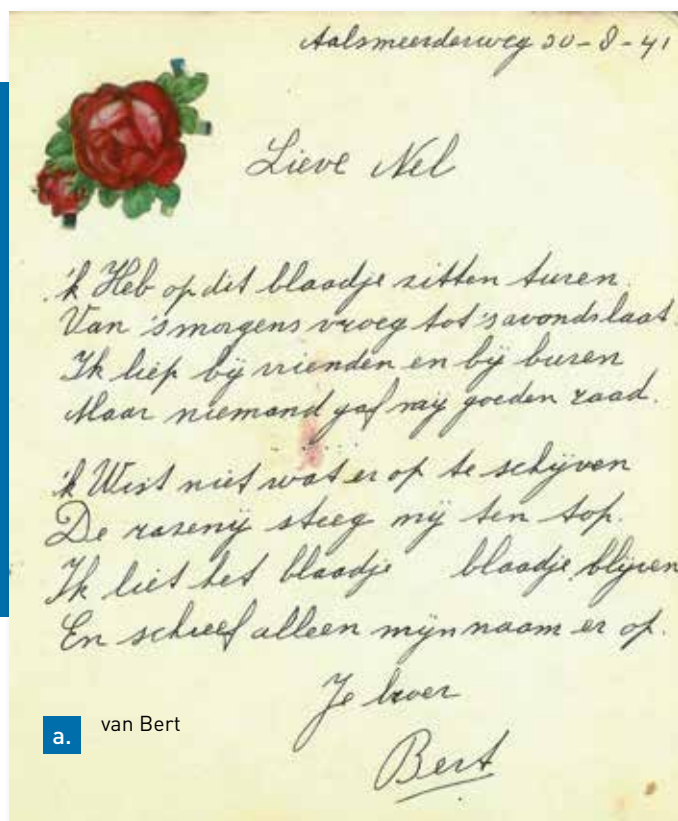 Aalsmeerderweg 30-8-41
Lieve Nel
'k Heb op dit blaadje zitten turen.
Van 'smorgens vroeg tot 's avonds laat.
Ik liep bij vrienden en bij buren
Maar niemand gaf mij goeden raad.
'k Wist niet wat er op te schijven
De razernij steeg mij ten top.
Ik liet het blaadje blaadje blijven
En schreef alleen mijn naam er op.
Je broer
Bert
a. van Bert